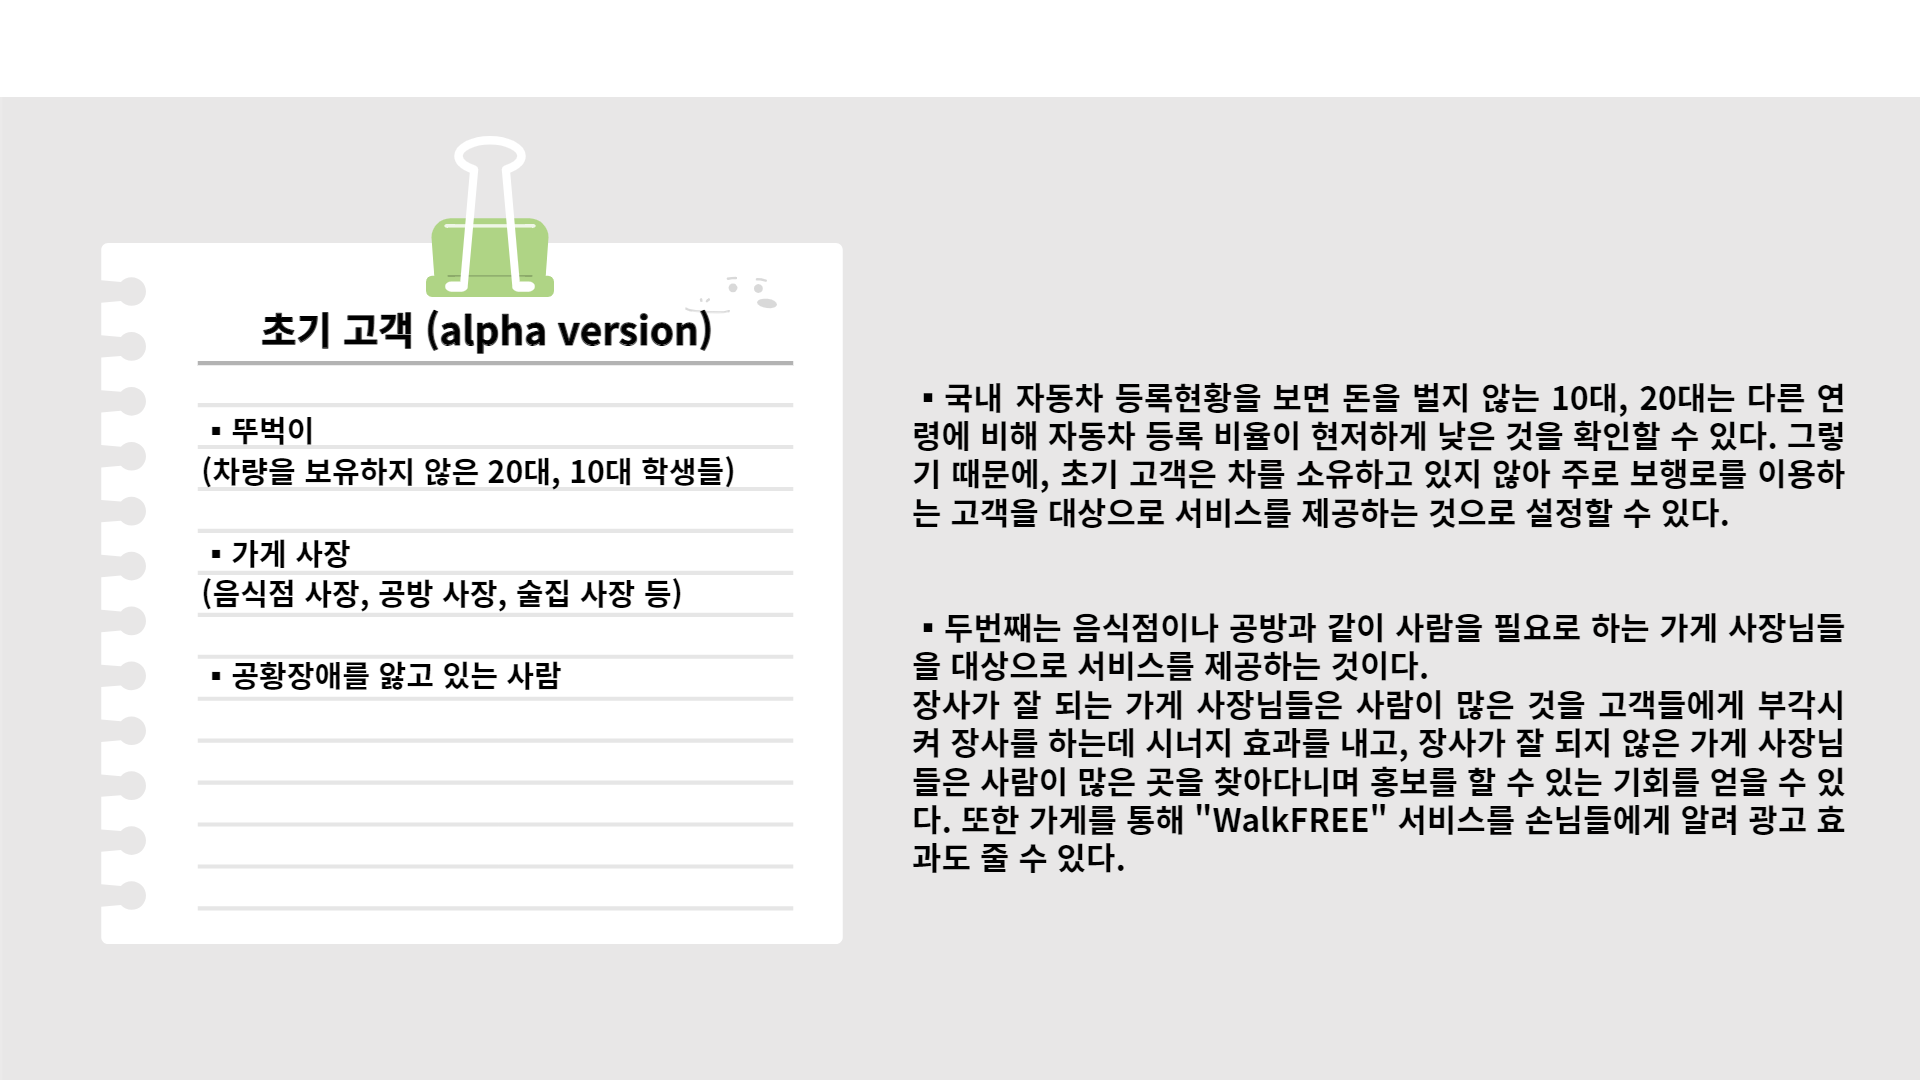 초기 고객 (alpha version)
▪ 뚜벅이
(차량을 보유하지 않은 20대, 10대 학생들)
▪ 가게 사장
(음식점 사장, 공방 사장, 술집 사장 등)
▪ 공황장애를 앓고 있는 사람
▪ 국내 자동차 등록현황을 보면 돈을 벌지 않는 10대, 20대는 다른 연
령에 비해 자동차 등록 비율이 현저하게 낮은 것을 확인할 수 있다. 그렇
기 때문에, 초기 고객은 차를 소유하고 있지 않아 주로 보행로를 이용하
는 고객을 대상으로 서비스를 제공하는 것으로 설정할 수 있다.
▪ 두번째는 음식점이나 공방과 같이 사람을 필요로 하는 가게 사장님들
을 대상으로 서비스를 제공하는 것이다.
장사가 잘 되는 가게 사장님들은 사람이 많은 것을 고객들에게 부각시
켜 장사를 하는데 시너지 효과를 내고, 장사가 잘 되지 않은 가게 사장님
들은 사람이 많은 곳을 찾아다니며 홍보를 할 수 있는 기회를 얻을 수 있
다. 또한 가게를 통해 "WalkFREE" 서비스를 손님들에게 알려 광고 효
과도 줄 수 있다.